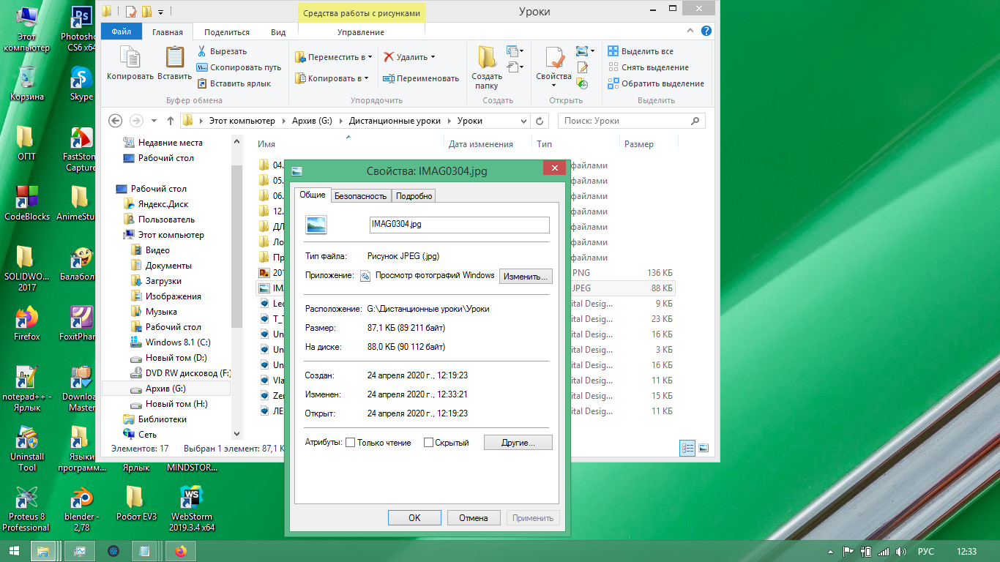 Этот компьютер
Photosho... CS6 x64
Корзина
Skype
ОПТ
FastStone Capture
CodeBlocks
AnimeStu...
SOLIDWO... 2017
Балабол...
Firefox
FoxitPhan...
notepad++ - Ярлык
Downloa... Master
Uninstall Tool
Языки программ...
Ярлык
MINDSTOR...
Proteus 8 Professional
blender - 2,78
Робот EV3
WebStorm 2019.3.4 x64
Средства работы с рисунками
Уроки
Файл
Главная
Поделиться
Вид
Управление
Копировать
Вставить
Вырезать
Скопировать путь
Вставить ярлык
Буфер обмена
Переместить в
Копировать в
Удалить
Переименовать
Упорядочить
Создать папку
Создать
Свойства
Открыть
Выделить все
Снять выделение
Обратить выделение
Выделить
Этот компьютер
Архив (G:)
Дистанционные уроки
Уроки
Поиск: Уроки
Недавние места
Рабочий стол
Рабочий стол
Яндекс.Диск
Пользователь
Этот компьютер
Видео
Документы
Загрузки
Изображения
Музыка
Рабочий стол
Windows 8.1 (C:)
Новый том (D:)
DVD RW дисковод (F:)
Архив (G:)
Новый том (H:)
Библиотеки
Сеть
Имя
Дата изменения
Тип
Размер
04.
файлами
05.
файлами
06.
файлами
12.
файлами
ДЛ
файлами
Ло
файлами
Пр
файлами
201
PNG
136 КБ
IMA
JPEG
88 КБ
Lec
ital Desig...
9 КБ
T_T
ital Desig...
23 КБ
Un
ital Desig...
16 КБ
Un
ital Desig...
3 КБ
Un
ital Desig...
16 КБ
Vla
ital Desig...
11 КБ
Zer
ital Desig...
15 КБ
ЛЕ
ital Desig...
11 КБ
Элементов: 17
Выбран 1 элемент: 87,1 К
Свойства: IMAG0304.jpg
Общие
Безопасность
Подробно
IMAG0304.jpg
Тип файла:
Рисунок JPEG (.jpg)
Приложение:
Просмотр фотографий Windows
Изменить...
Расположение:
G:\Дистанционные уроки\Уроки
Размер:
87,1 КБ (89 211 байт)
На диске:
88,0 КБ (90 112 байт)
Создан:
24 апреля 2020 г., 12:19:23
Изменен:
24 апреля 2020 г., 12:33:21
Открыт:
24 апреля 2020 г., 12:19:23
Атрибуты:
Только чтение
Скрытый
Другие...
OK
Отмена
Применить
РУС
12:33